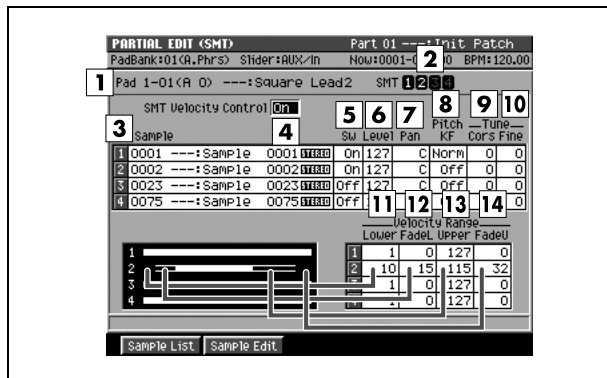 PARTIAL EDIT (SMT) Part 01 ---:Init Patch
PadBank:01(A.Phrs) Slider:AUX/In Now:0001- 00 BPM:120.00
2
1 Pad 1-01(A 0) ---:Square Lead2 SMT 1 2 3 4
SMT Velocity Control On
3 4 5 6 7 8 9 10
Sample Sw Level Pan Pitch KF Tune Cors Fine
1 0001 ---:Sample 0001 STEREO On 127 C Norm 0 0
2 0002 ---:Sample 0002 STEREO On 127 C Off 0 0
3 0023 ---:Sample 0023 STEREO Off 127 C Off 0 0
4 0075 ---:Sample 0075 STEREO Off
11 12 13 14
Velocity Range
Lower FadeL Upper FadeU
1 1 0 127 0
2 10 15 115 32
3 1 0 127 0
4 1 0 127 0
1
2
3
4
Sample List Sample Edit